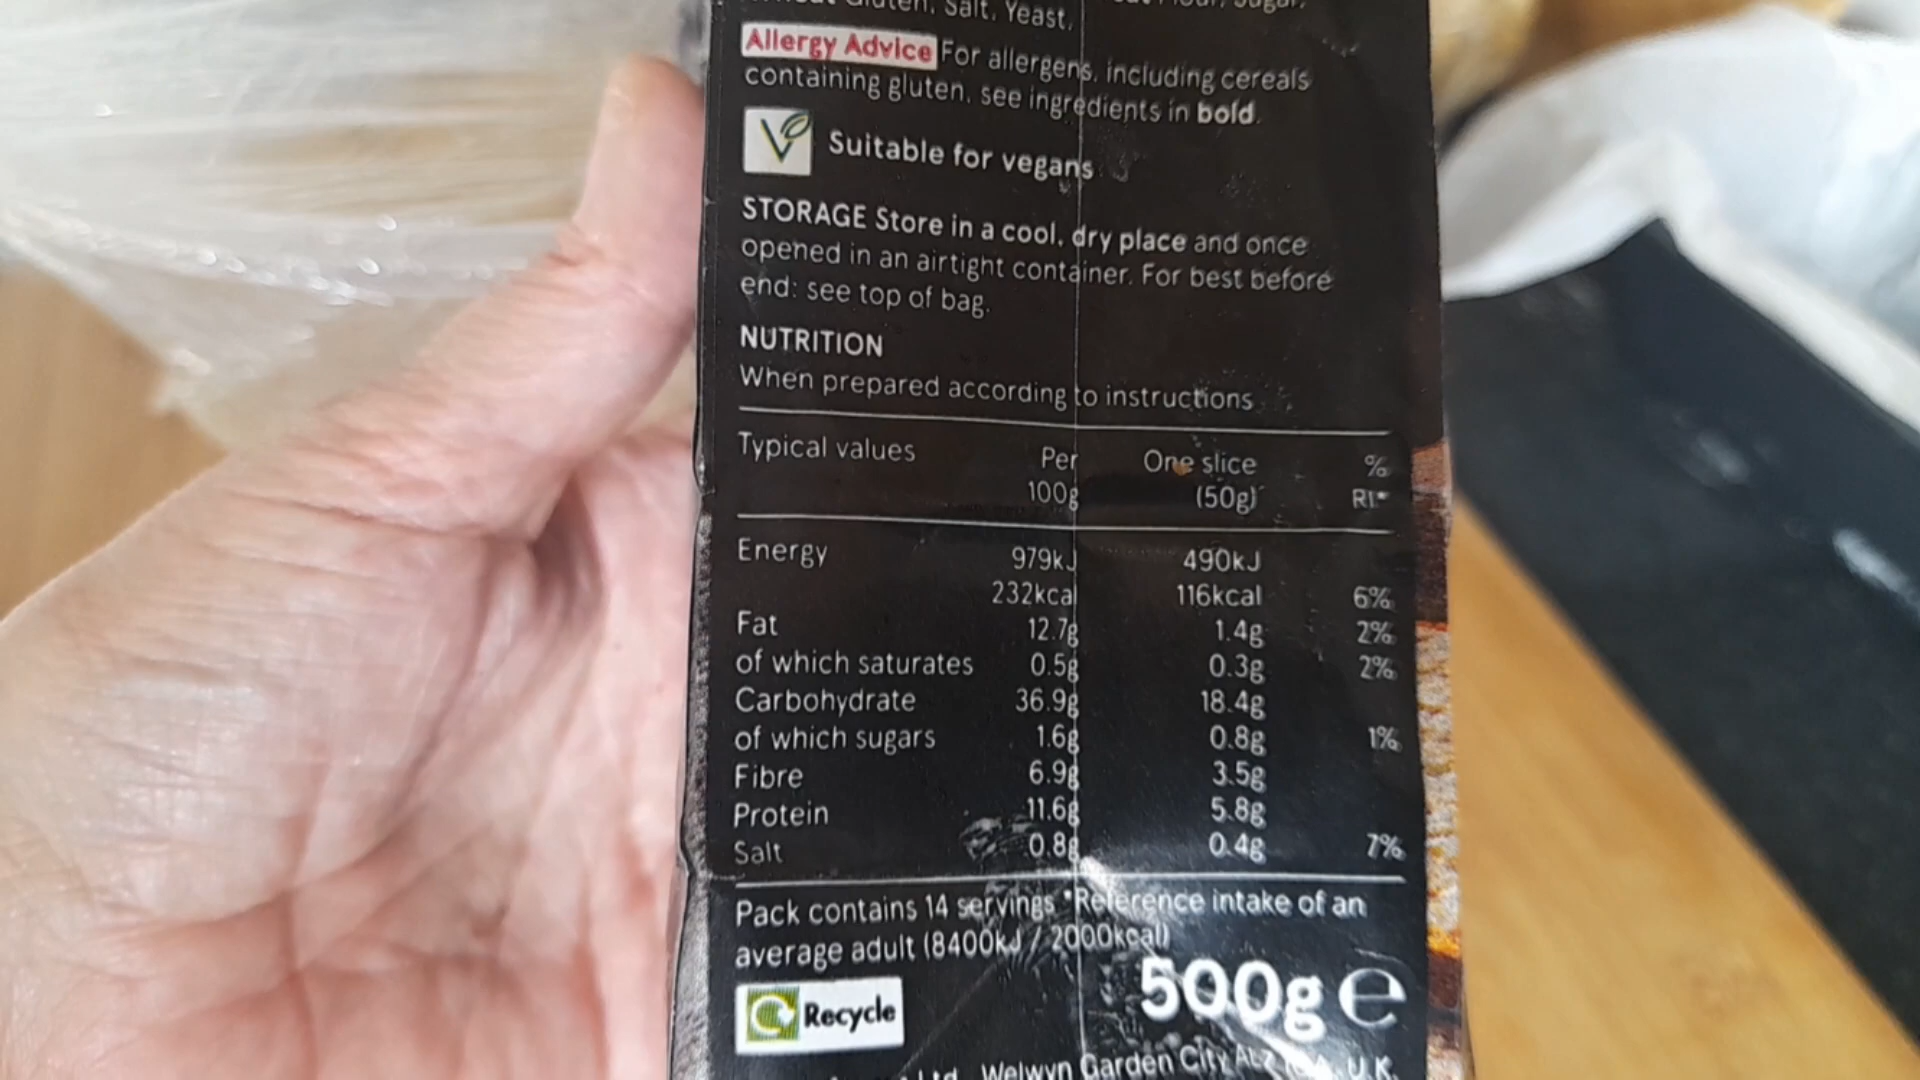 Gluten, Salt, Yeast.
Allergy Advice For allergens, including cereals
containing gluten, see ingredients in bold.
Suitable for vegans
STORAGE Store in a cool, dry place and once
opened in an airtight container. For best before
end: see top of bag.
NUTRITION
When prepared according to instructions
Typical values Per One slice %
100g (50g) RI*
Energy 979kJ 490kJ
232kcal 116kcal 6%
Fat 12.7g 1.4g 2%
of which saturates 0.5g 0.3g 2%
Carbohydrate 36.9g 18.4g
of which sugars 1.6g 0.8g 1%
Fibre 6.9g 3.5g
Protein 11.6g 5.8g
Salt 0.8g 0.4g 7%
Pack contains 14 servings *Reference intake of an
average adult (8400kJ / 2000kcal)
500g e
Recycle
Ltd Welwyn Garden City U.K.